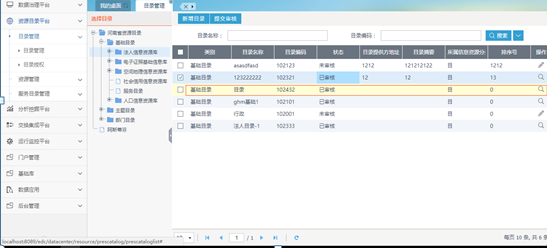 数据治理平台
资源目录平台
目录管理
目录管理
目录授权
资源管理
服务目录管理
分析挖掘平台
交换集成平台
运行监控平台
门户管理
基础库
数据应用
后台管理
localhost:8089/edc/datacenter/resource/prescatalog/prescataloglist#
我的桌面 目录管理
选择目录
河南省资源目录
基础目录
法人信息资源库
电子证照基础信息库
空间地理信息资源库
社会信用信息资源库
服务目录
人口信息资源库
主题目录
部门目录
新增目录 提交审核
目录名称： 目录编码： 搜索
类别 目录名称 目录编码 状态 目录提供方地址 目录摘要 所属信息资源分 排序号 操作
基础目录 asasdfasd 102123 未审核 1212 121212122 目 1212
基础目录 123222222 102321 已审核 12 12 目 13
基础目录 目录 102432 已审核 目 0
基础目录 ghm基础1 102101 已审核 目 0
基础目录 行政 102001 未审核 目 0
基础目录 法人目录-1 102333 已审核 目 0
1 / 1
每页 10 条, 共 6 条